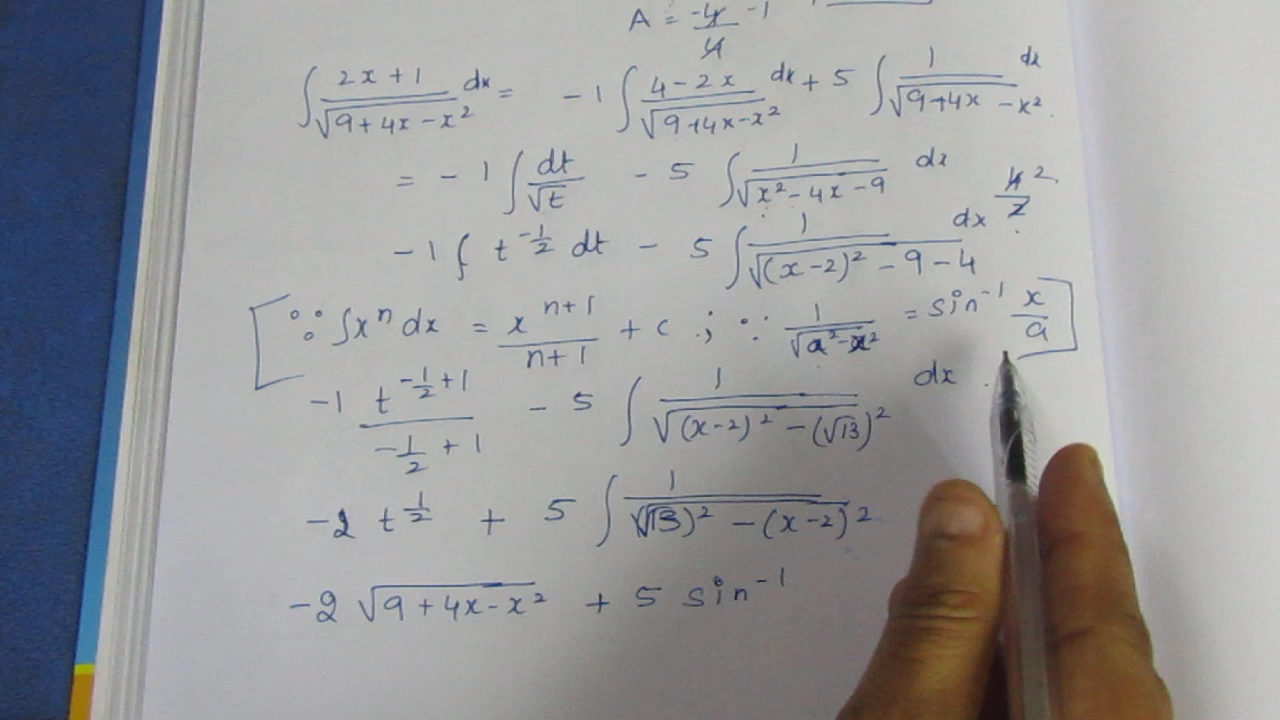 A = -4/4 -1
∫ 2x+1/√9+4x-x² dx = -1 ∫ 4-2x/√9+4x-x² dx + 5 ∫ 1/√9+4x-x² dx
= -1 ∫ dt/√t - 5 ∫ 1/√x²-4x-9 dx 4/2 2
-1 ∫ t^-1/2 dt - 5 ∫ 1/√(x-2)²-9-4 dx
[∵ ∫xⁿ dx = x^n+1/n+1 + c ; ∵ 1/√a²-x² = sin⁻¹ x/a]
-1 t^-1/2+1/-1/2+1 - 5 ∫ 1/√(x-2)²-(√13)² dx
-2 t^1/2 + 5 ∫ 1/√(√13)²-(x-2)²
-2 √9+4x-x² + 5 sin⁻¹